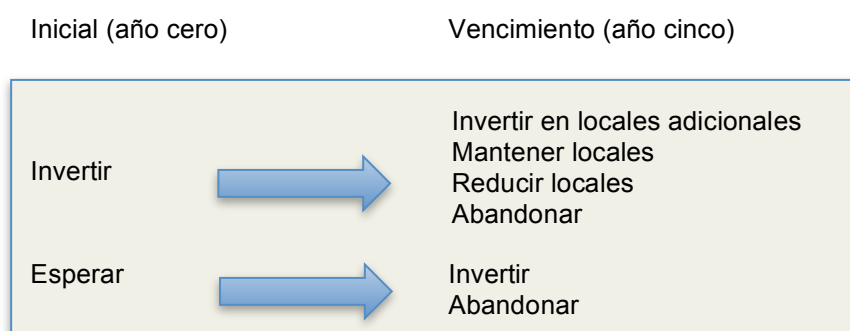 Inicial (año cero) Vencimiento (año cinco)
Invertir
Invertir en locales adicionales
Mantener locales
Reducir locales
Abandonar
Esperar
Invertir
Abandonar